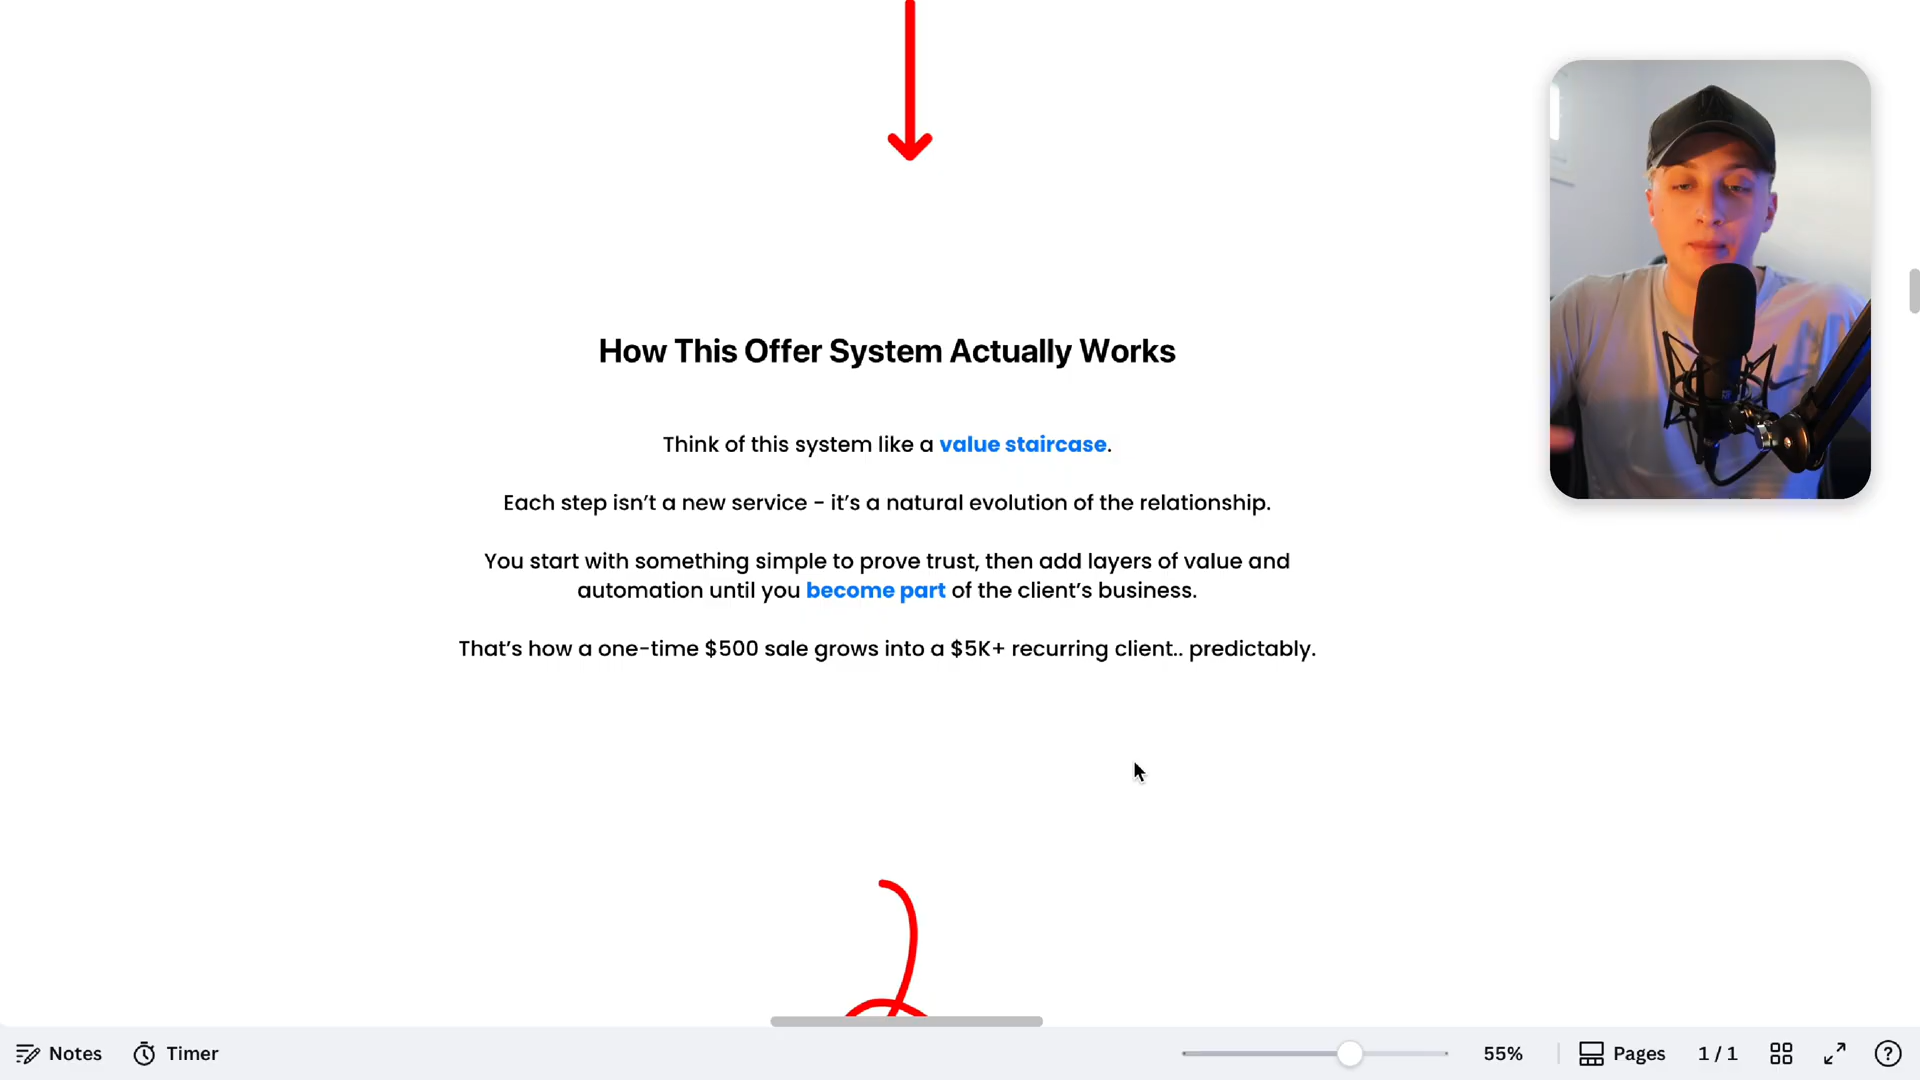 How This Offer System Actually Works
Think of this system like a value staircase.
Each step isn’t a new service - it’s a natural evolution of the relationship.
You start with something simple to prove trust, then add layers of value and
automation until you become part of the client’s business.
That’s how a one-time $500 sale grows into a $5K+ recurring client.. predictably.
Notes
Timer
55%
Pages
1 / 1